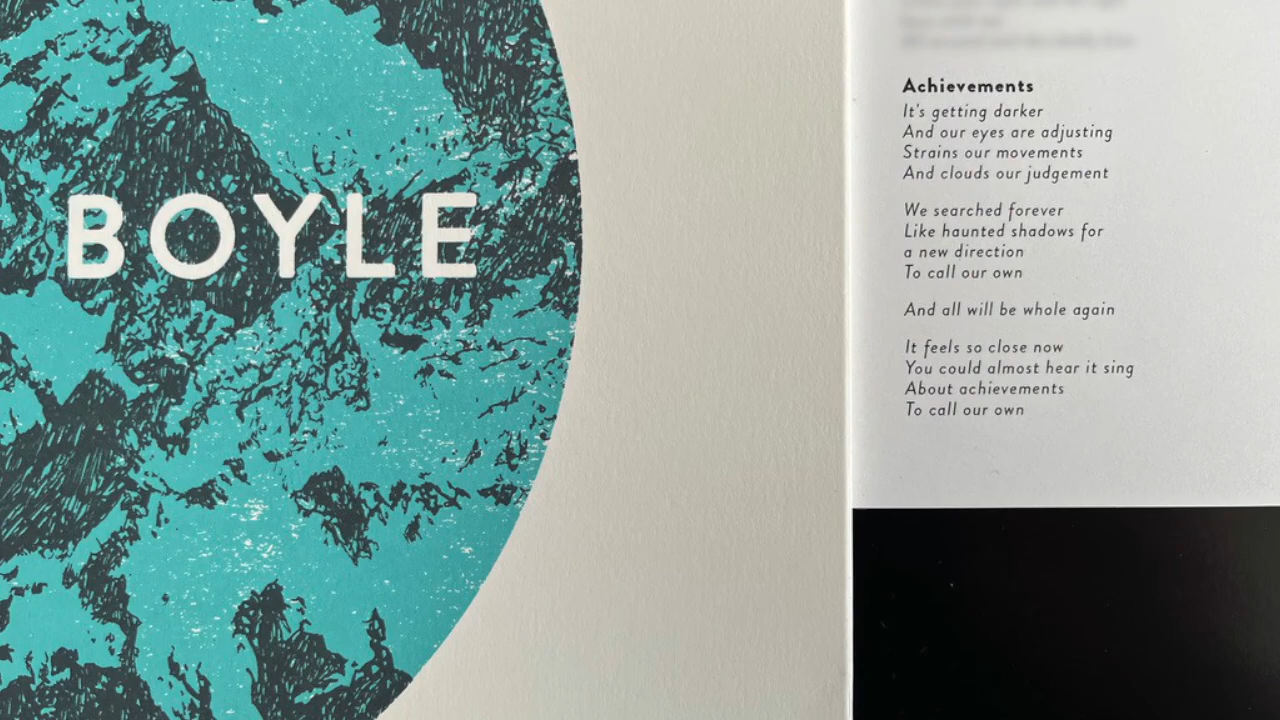 BOYLE
Achievements
It's getting darker
And our eyes are adjusting
Strains our movements
And clouds our judgement
We searched forever
Like haunted shadows for
a new direction
To call our own
And all will be whole again
It feels so close now
You could almost hear it sing
About achievements
To call our own